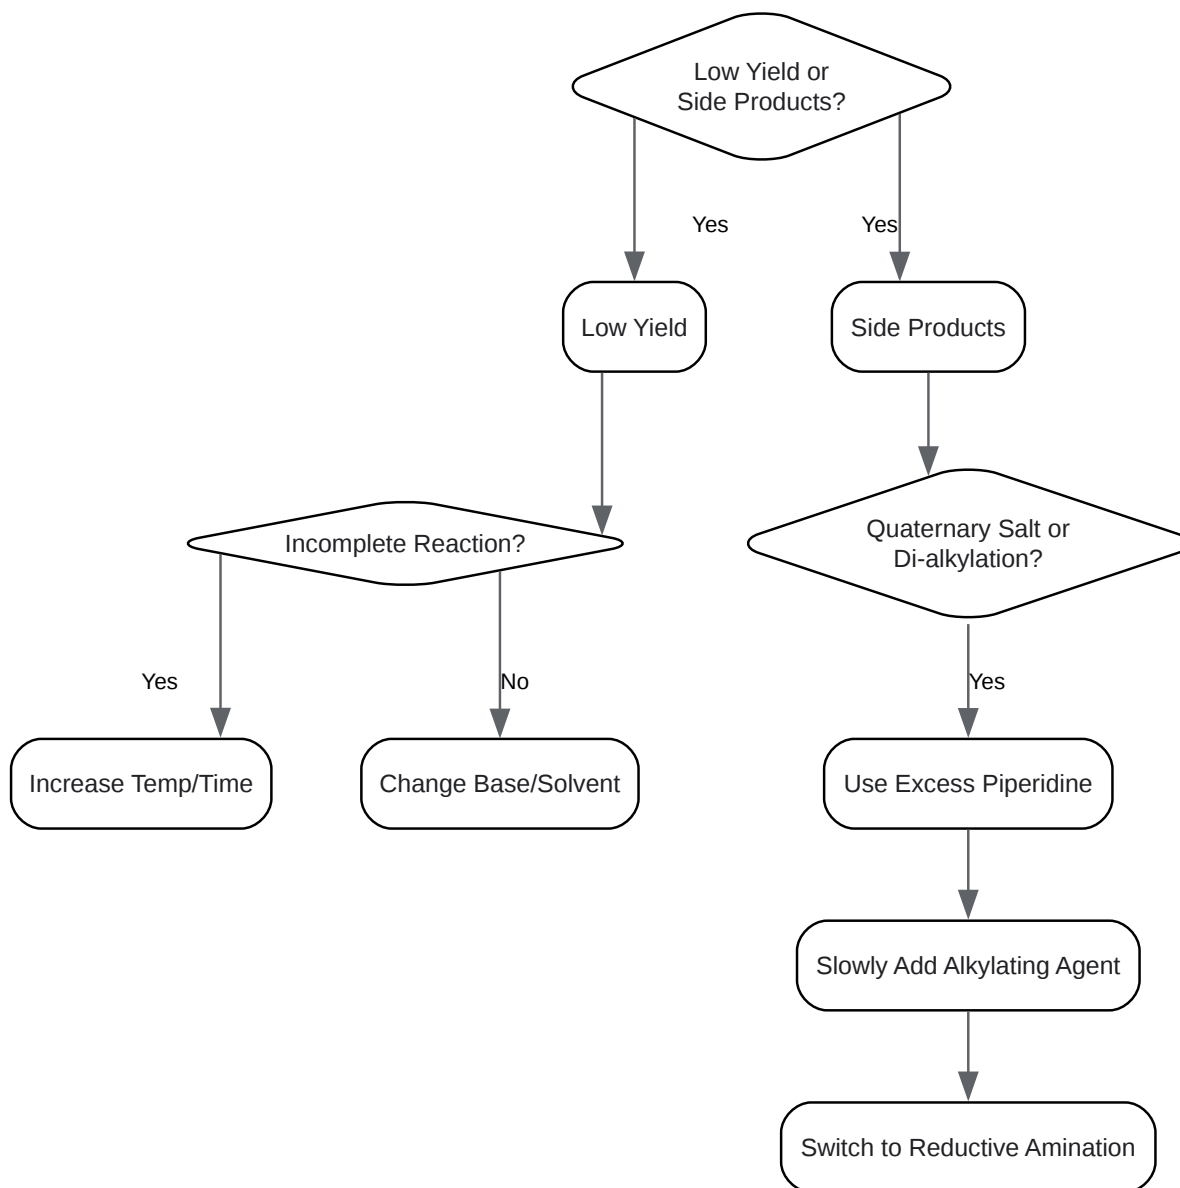 Low Yield or
Side Products?
Yes
Yes
Low Yield
Side Products
Incomplete Reaction?
Quaternary Salt or
Di-alkylation?
Yes
No
Yes
Increase Temp/Time
Change Base/Solvent
Use Excess Piperidine
Slowly Add Alkylating Agent
Switch to Reductive Amination